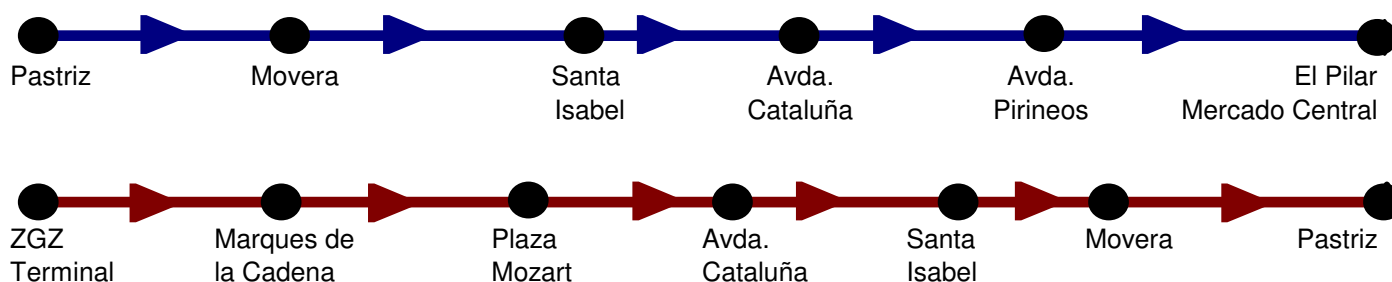 Pastriz
Movera
Santa
Isabel
Avda.
Cataluña
Avda.
Pirineos
El Pilar
Mercado Central
ZGZ
Terminal
Marques de
la Cadena
Plaza
Mozart
Avda.
Cataluña
Santa
Isabel
Movera
Pastriz